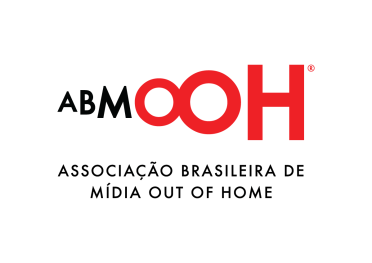 ABMOOH®
ASSOCIAÇÃO BRASILEIRA DE
MÍDIA OUT OF HOME